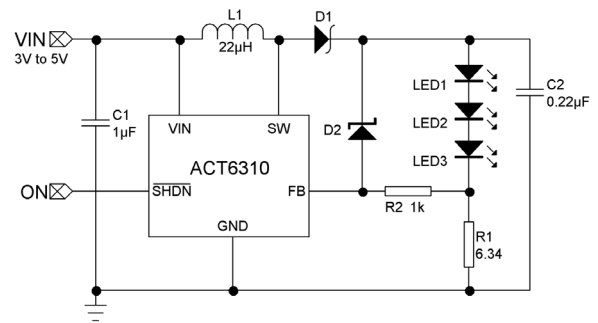 VIN
3V to 5V
L1
22µH
D1
C1
1µF
VIN
SW
D2
LED1
LED2
LED3
C2
0.22µF
ACT6310
ON
SHDN
FB
R2 1k
GND
R1
6.34